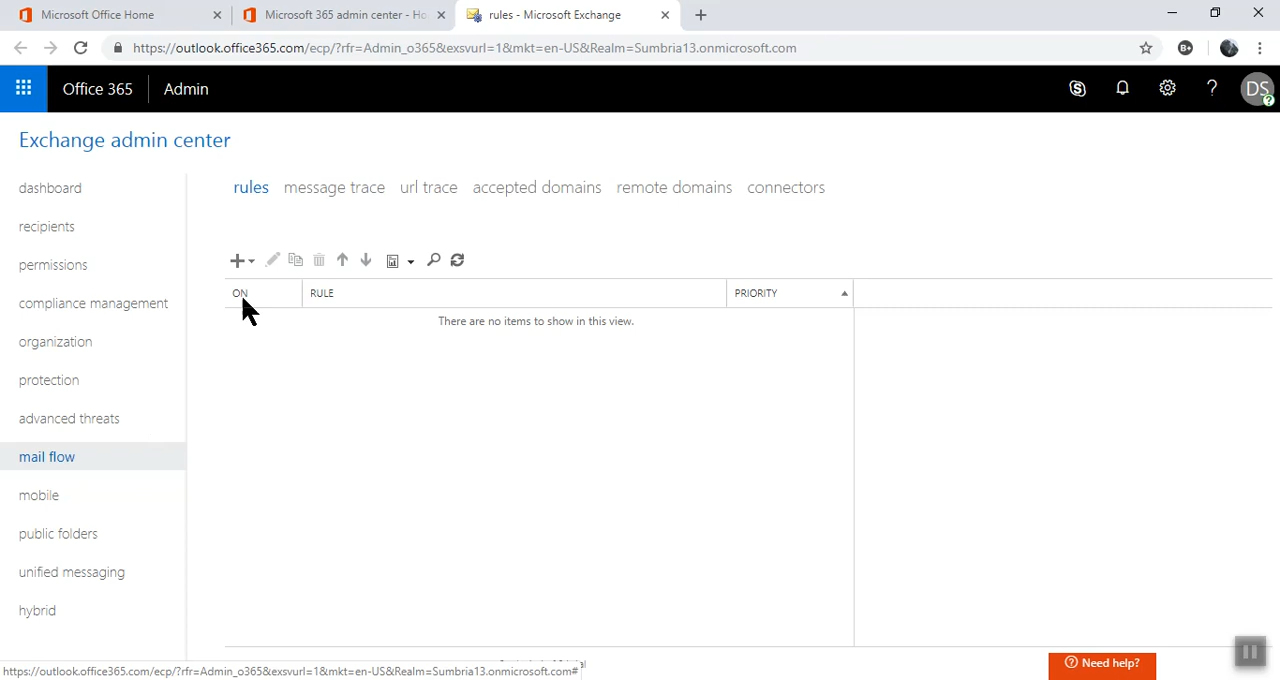 Microsoft Office Home
Microsoft 365 admin center - Ho
rules - Microsoft Exchange
https://outlook.office365.com/ecp/?rfr=Admin_o365&exsvurl=1&mkt=en-US&Realm=Sumbria13.onmicrosoft.com
B+
Office 365
Admin
DS
Exchange admin center
dashboard
recipients
permissions
compliance management
organization
protection
advanced threats
mail flow
mobile
public folders
unified messaging
hybrid
rules message trace url trace accepted domains remote domains connectors
ON RULE PRIORITY
There are no items to show in this view.
Need help?
https://outlook.office365.com/ecp/?rfr=Admin_o365&exsvurl=1&mkt=en-US&Realm=Sumbria13.onmicrosoft.com#